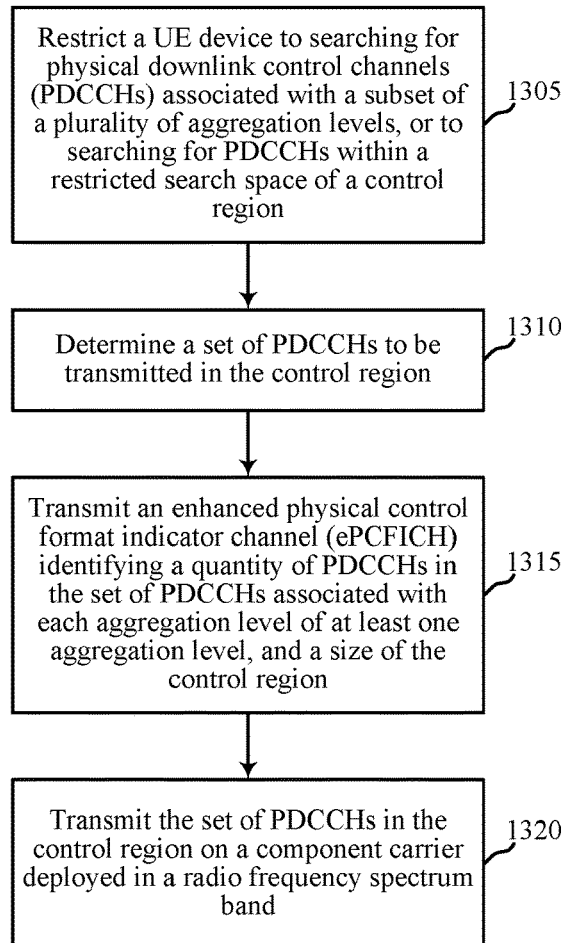 Restrict a UE device to searching for
physical downlink control channels
(PDCCHs) associated with a subset of
a plurality of aggregation levels, or to
searching for PDCCHs within a
restricted search space of a control
region
1305
Determine a set of PDCCHs to be
transmitted in the control region
1310
Transmit an enhanced physical control
format indicator channel (ePCFICH)
identifying a quantity of PDCCHs in
the set of PDCCHs associated with
each aggregation level of at least one
aggregation level, and a size of the
control region
1315
Transmit the set of PDCCHs in the
control region on a component carrier
deployed in a radio frequency spectrum
band
1320